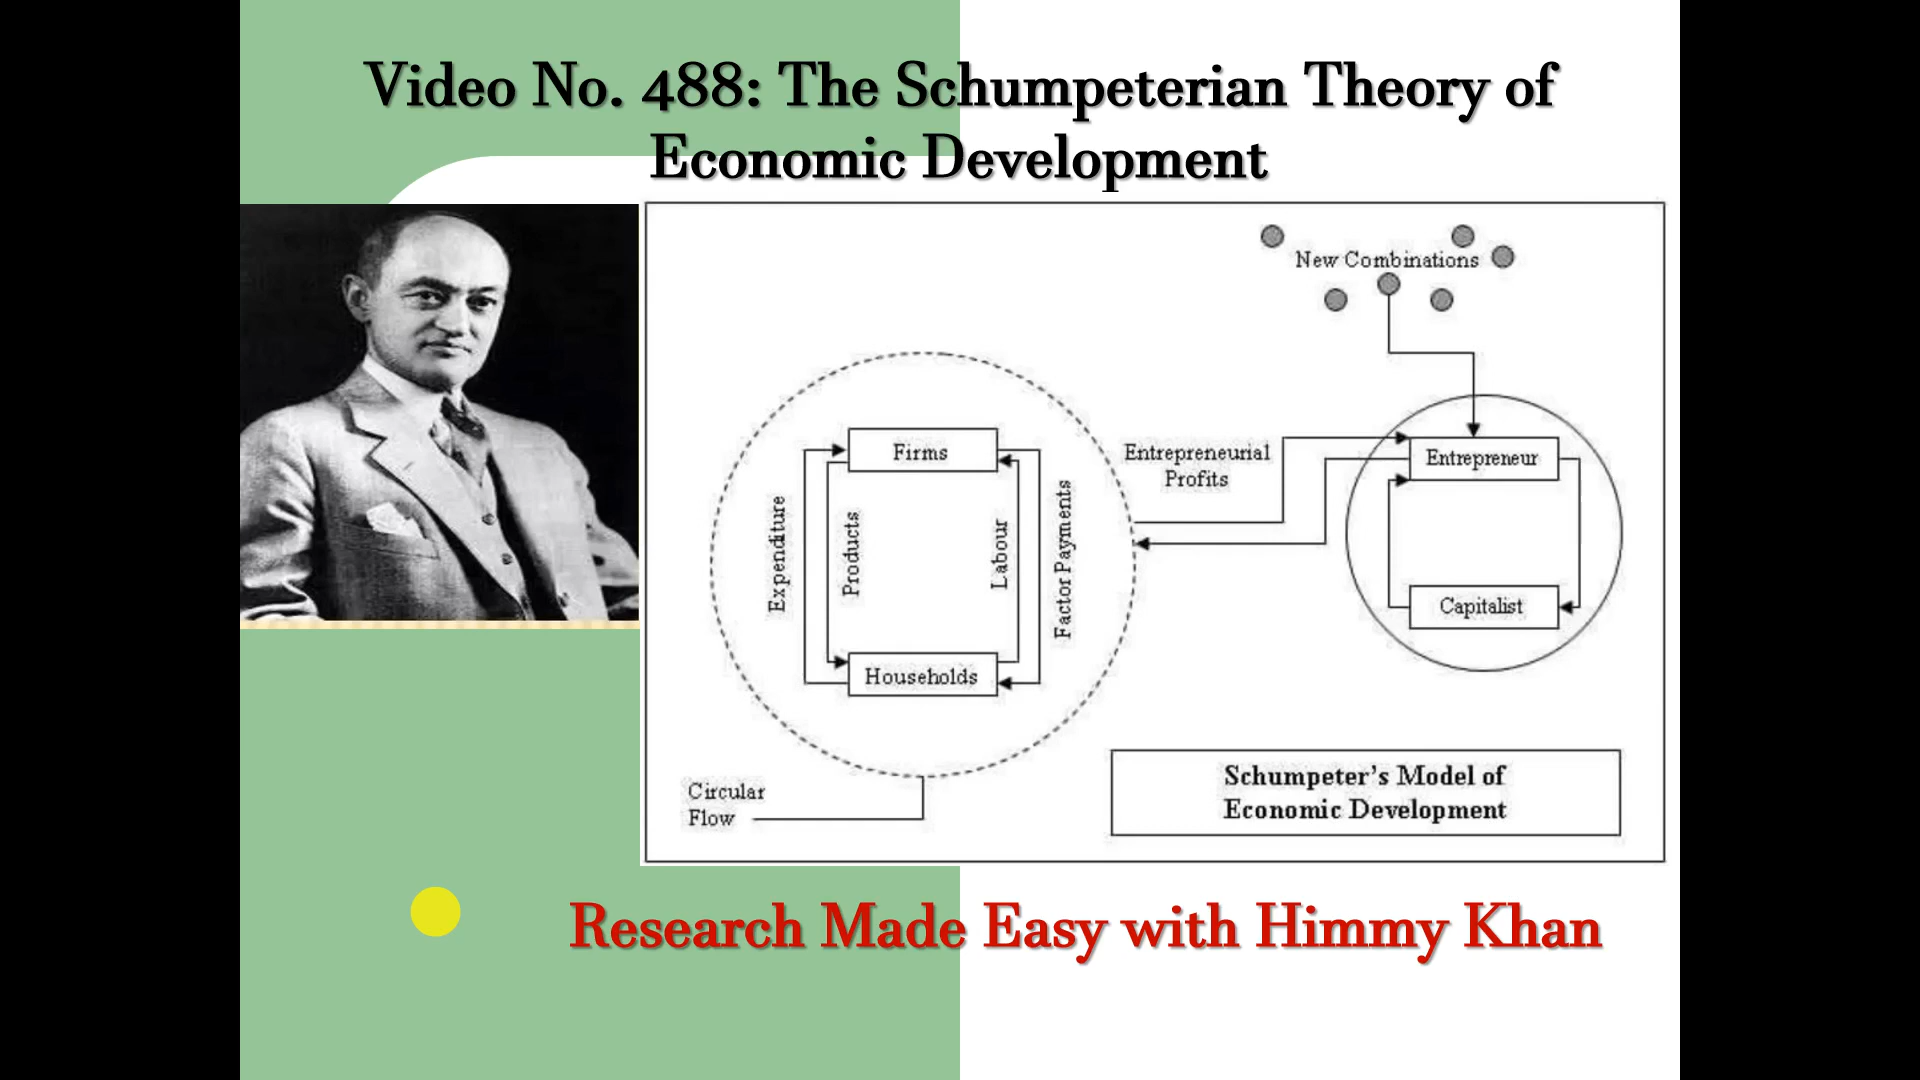 Video No. 488: The Schumpeterian Theory of
Economic Development
New Combinations
Entrepreneurial
Profits
Entrepreneur
Capitalist
Firms
Expenditure
Products
Labour
Factor Payments
Households
Circular
Flow
Schumpeter's Model of
Economic Development
Research Made Easy with Himmy Khan